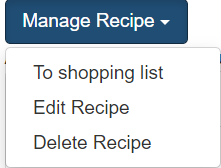 Manage Recipe
To shopping list
Edit Recipe
Delete Recipe